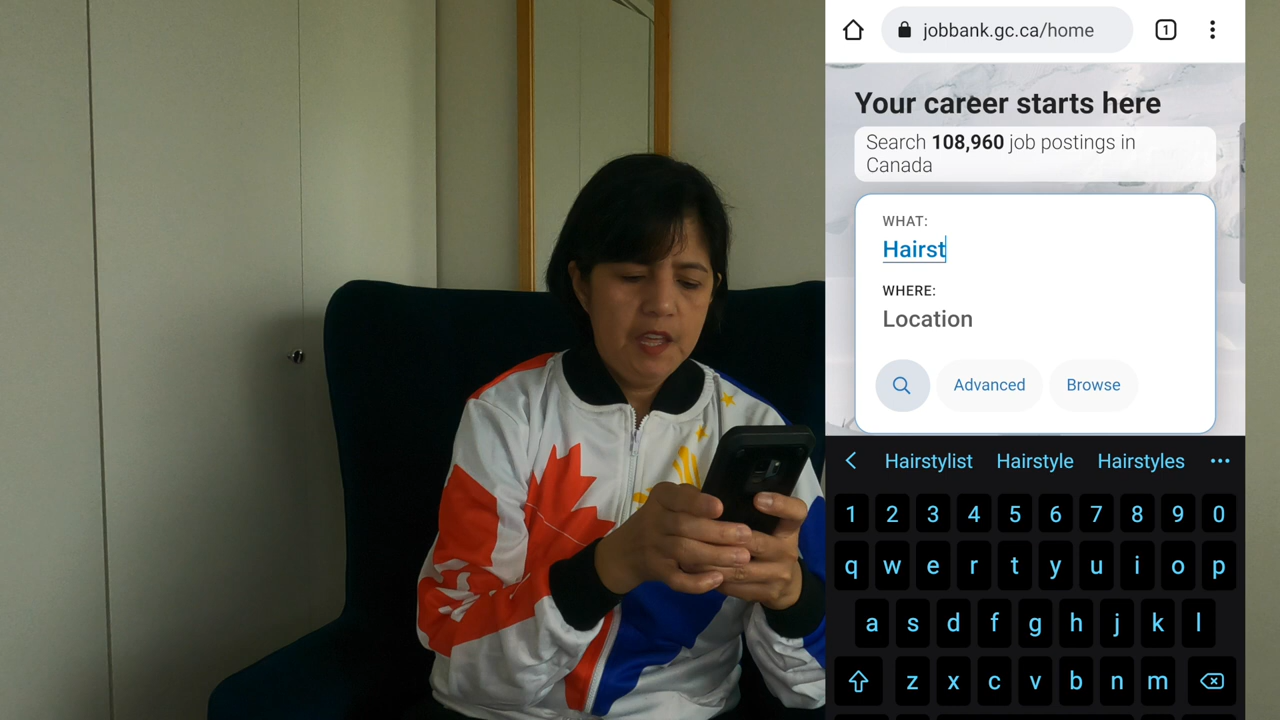 jobbank.gc.ca/home
1
Your career starts here
Search 108,960 job postings in
Canada
WHAT:
Hairst
WHERE:
Location
Advanced
Browse
Hairstylist Hairstyle Hairstyles
1 2 3 4 5 6 7 8 9 0
q w e r t y u i o p
a s d f g h j k l
z x c v b n m